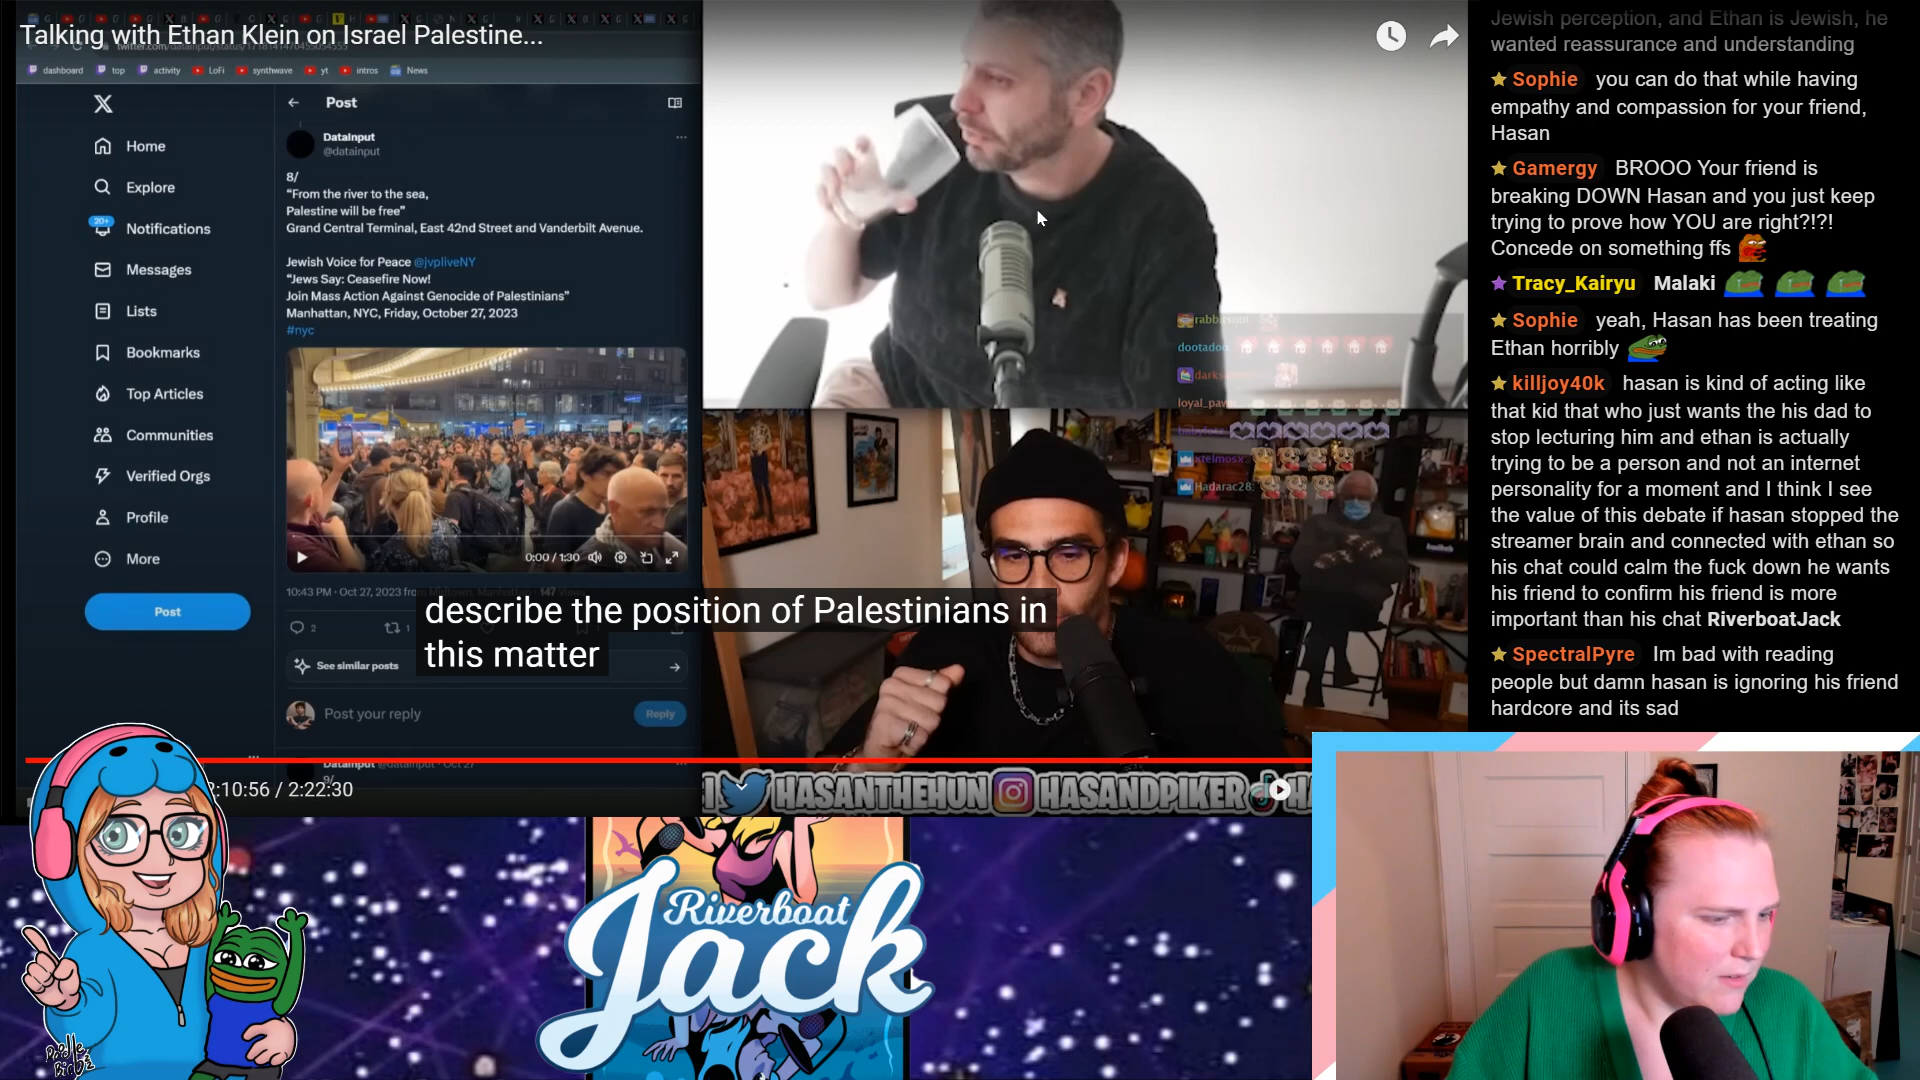 Talking with Ethan Klein on Israel Palestine...
dashboard top activity LoFi synthwave yt intros News
Post
DataInput
@datainput
8/
“From the river to the sea,
Palestine will be free”
Grand Central Terminal, East 42nd Street and Vanderbilt Avenue.
Jewish Voice for Peace @jvpliveNY
“Jews Say: Ceasefire Now!
Join Mass Action Against Genocide of Palestinians”
Manhattan, NYC, Friday, October 27, 2023
#nyc
0:00 / 1:30
10:43 PM · Oct 27, 2023
2
1
See similar posts
Post your reply
Reply
9/
Home
Explore
20+
Notifications
Messages
Lists
Bookmarks
Top Articles
Communities
Verified Orgs
Profile
More
Post
describe the position of Palestinians in
this matter
:10:56 / 2:22:30
dootadoo
xtelmosx:
Hadarac28:
HASANTHEHUN HASANDPIKER
Riverboat
Jack
Jewish perception, and Ethan is Jewish, he
wanted reassurance and understanding
Sophie you can do that while having
empathy and compassion for your friend,
Hasan
Gamergy BROOO Your friend is
breaking DOWN Hasan and you just keep
trying to prove how YOU are right?!?!
Concede on something ffs
Tracy_Kairyu Malaki
Sophie yeah, Hasan has been treating
Ethan horribly
killjoy40k hasan is kind of acting like
that kid that who just wants the his dad to
stop lecturing him and ethan is actually
trying to be a person and not an internet
personality for a moment and I think I see
the value of this debate if hasan stopped the
streamer brain and connected with ethan so
his chat could calm the fuck down he wants
his friend to confirm his friend is more
important than his chat RiverboatJack
SpectralPyre Im bad with reading
people but damn hasan is ignoring his friend
hardcore and its sad